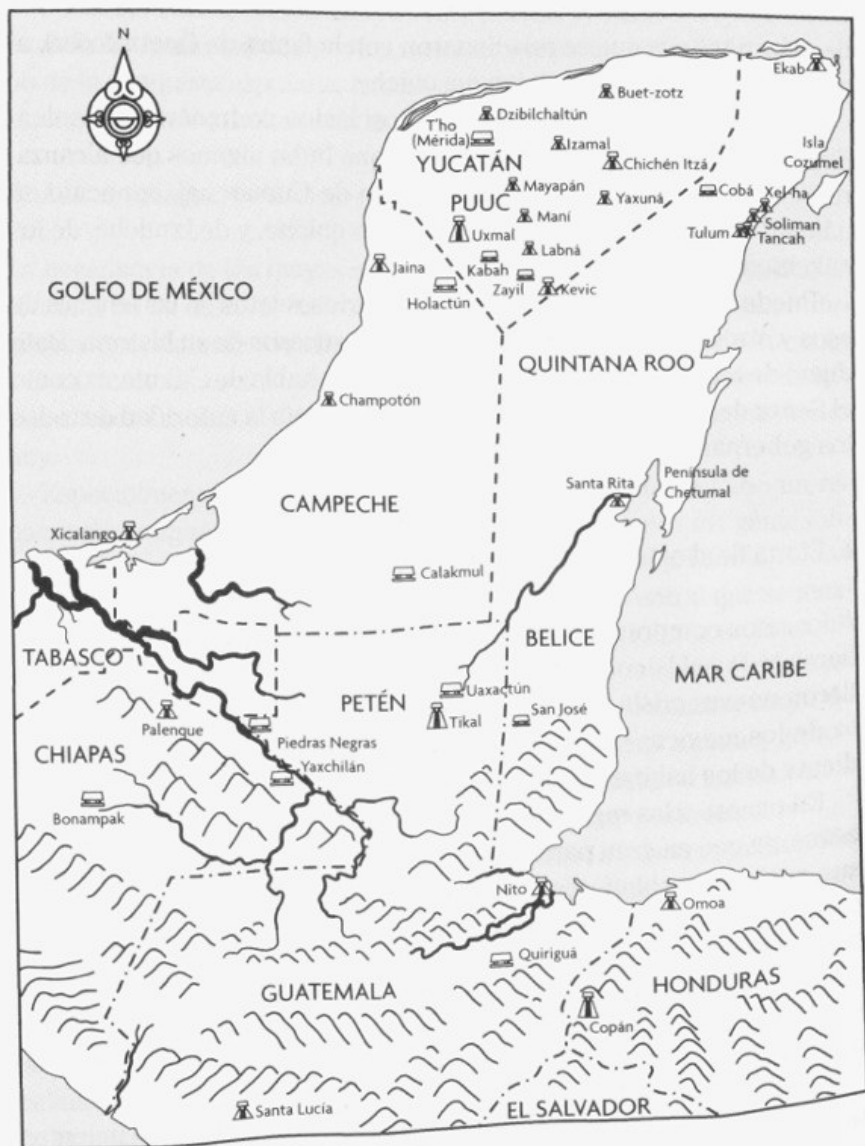 N
Ekab
Buet-zotz
Dzibilchaltún
T'ho
(Mérida)
Izamal
Isla
Cozumel
YUCATÁN
Chichén Itzá
PUUC
Mayapán
Yaxuná
Cobá
Xel-ha
Maní
Soliman
Uxmal
Tulum
Tancah
Labná
Jaina
Kabah
Zayil
Kevic
Holactún
GOLFO DE MÉXICO
QUINTANA ROO
Champotón
Península de
Chetumal
Santa Rita
CAMPECHE
Xicalango
Calakmul
BELICE
TABASCO
MAR CARIBE
Uaxactún
PETÉN
Palenque
Tikal
San José
Piedras Negras
CHIAPAS
Yaxchilán
Bonampak
Nito
Omoa
Quiriguá
GUATEMALA
HONDURAS
Copán
Santa Lucía
EL SALVADOR